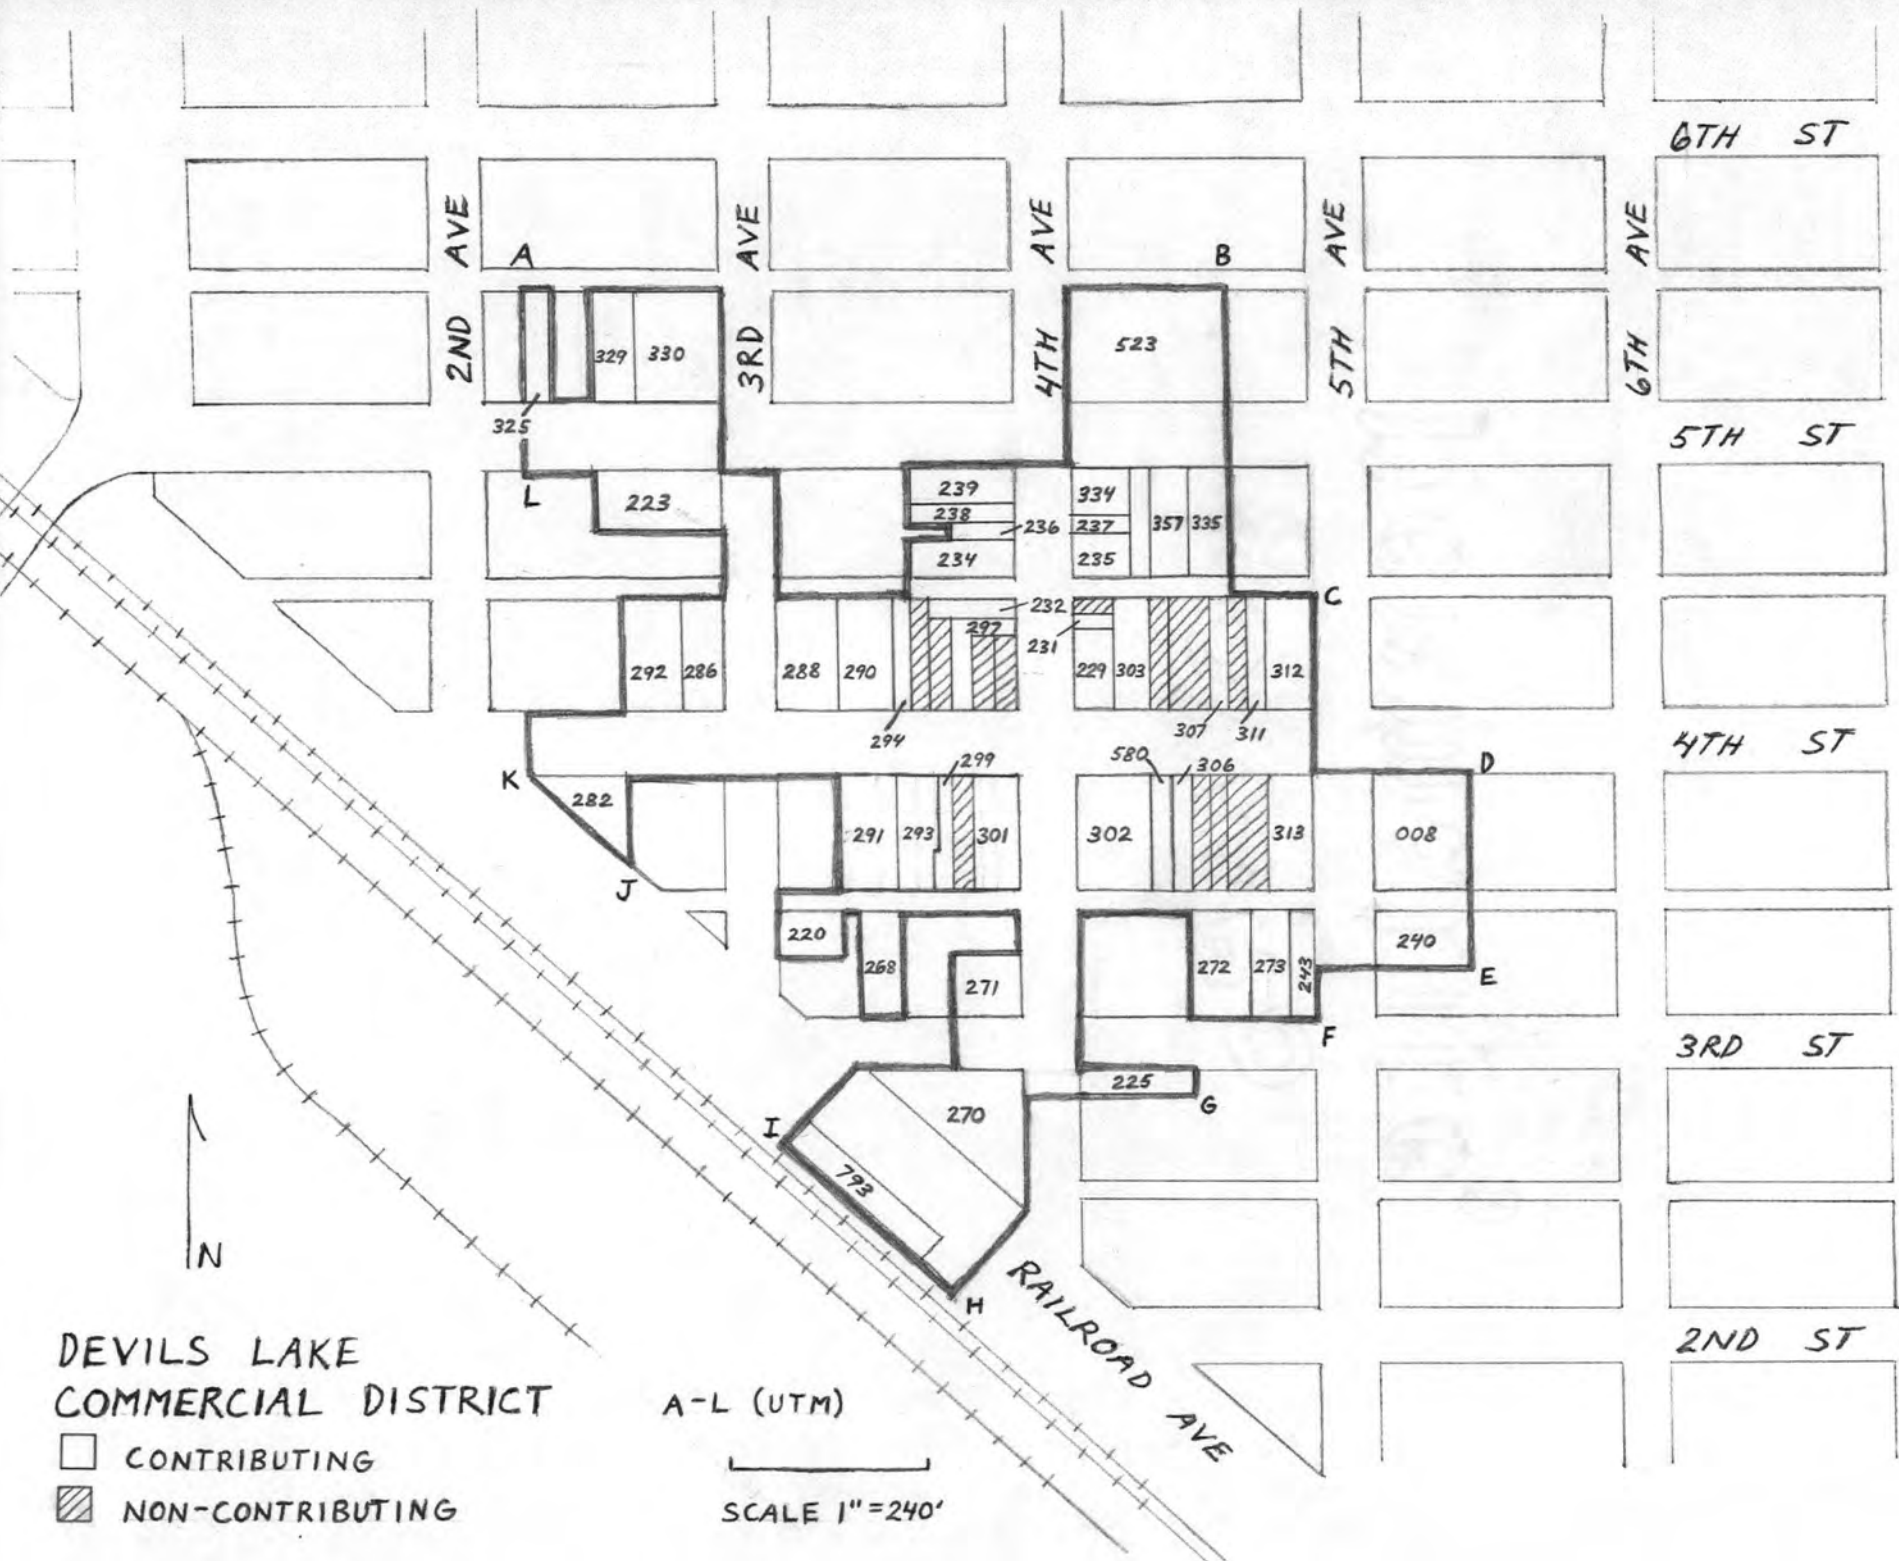 6TH ST
2ND AVE
3RD AVE
4TH AVE
5TH AVE
6TH AVE
A
B
329
330
523
325
5TH ST
L
223
239
238
236
234
334
237
235
357
335
C
232
297
231
292
286
288
290
229
303
312
294
307
311
4TH ST
299
580
306
D
K
282
291
293
301
302
313
008
J
220
268
271
272
273
243
240
E
F
3RD ST
225
G
270
I
793
H
N
RAILROAD AVE
2ND ST
DEVILS LAKE
COMMERCIAL DISTRICT
CONTRIBUTING
NON-CONTRIBUTING
A-L (UTM)
SCALE 1"=240'